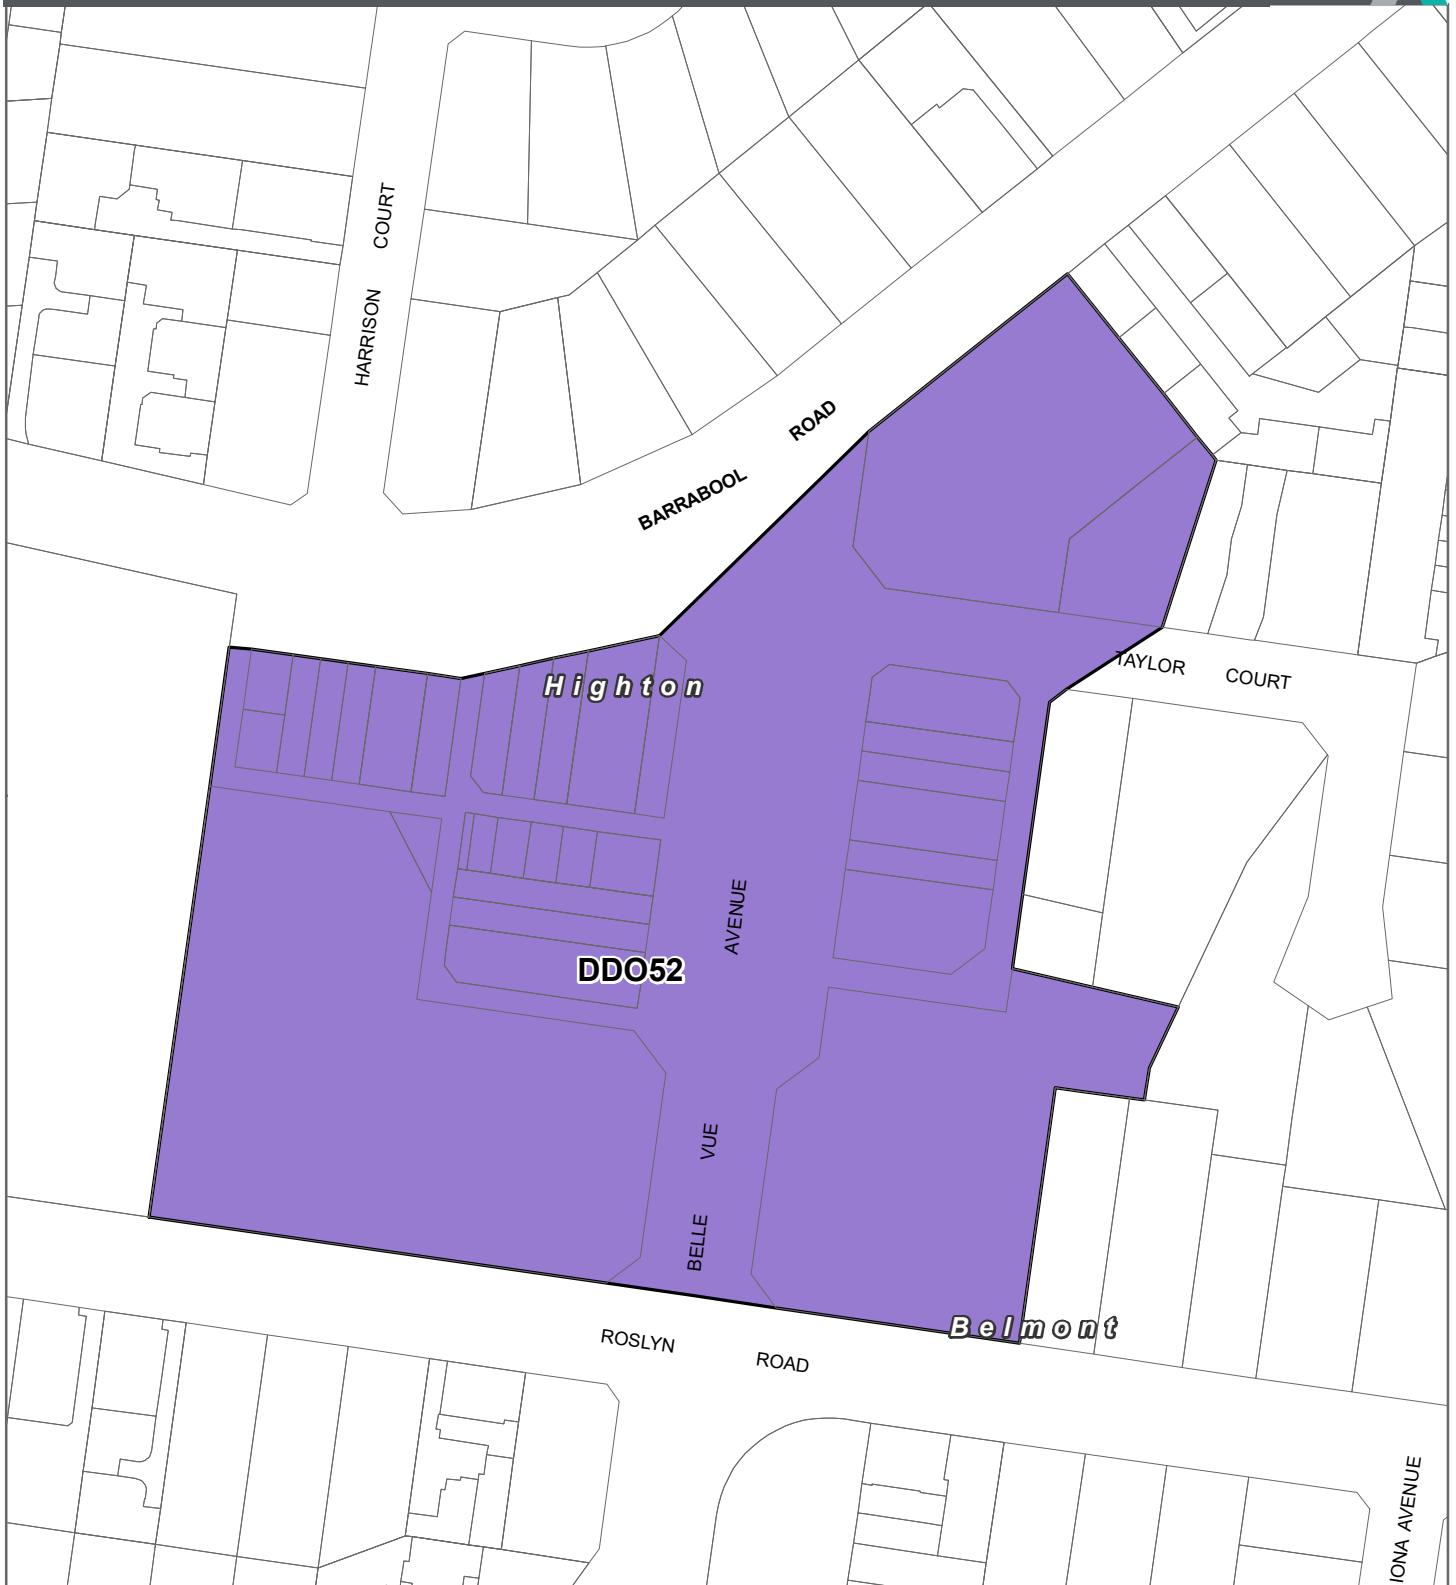 HARRISON COURT
BARRABOOL ROAD
Highton
TAYLOR COURT
AVENUE
DDO52
VUE
BELLE
Belmont
ROSLYN ROAD
IONA AVENUE